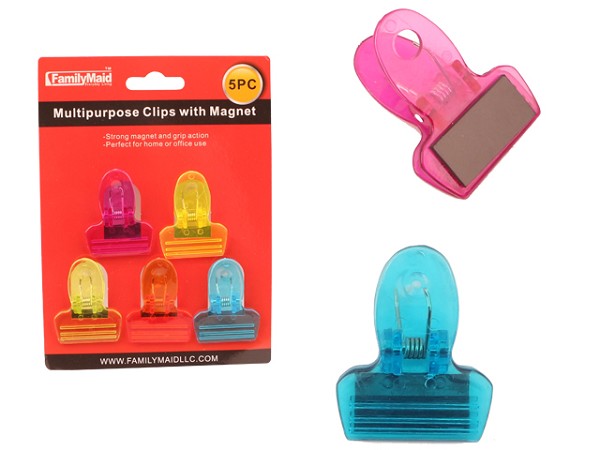 FamilyMaid™
5PC
Multipurpose Clips with Magnet
-Strong magnet and grip action
-Perfect for home or office use
WWW.FAMILYMAIDLLC.COM